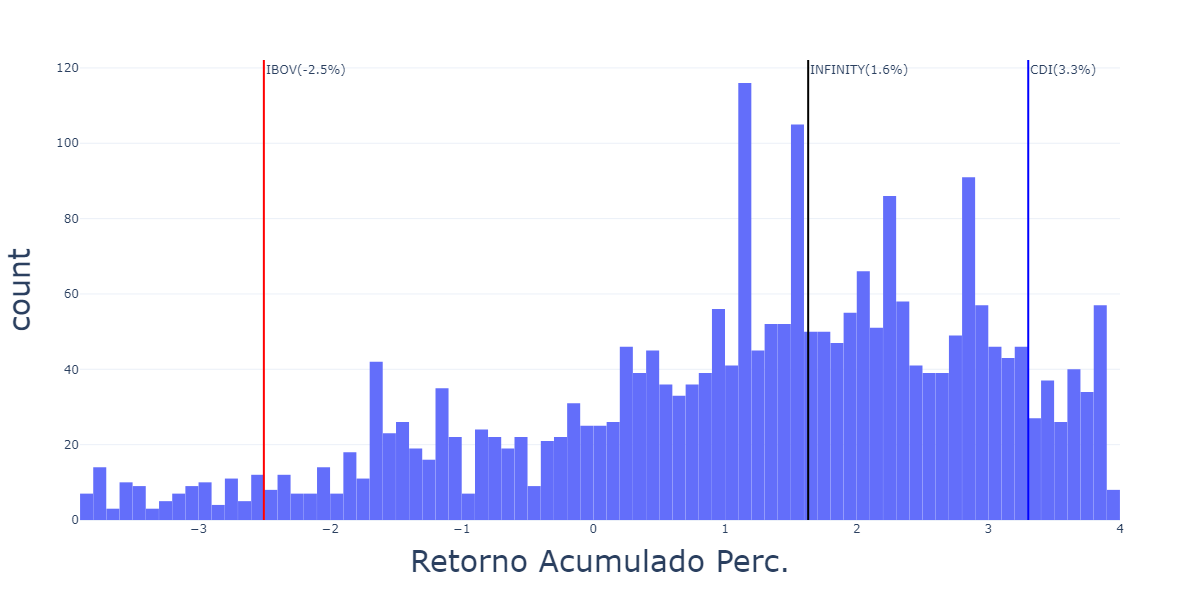 IBOV(-2.5%) INFINITY(1.6%) CDI(3.3%)
120
100
80
60
40
20
0
count
−3 −2 −1 0 1 2 3 4
Retorno Acumulado Perc.